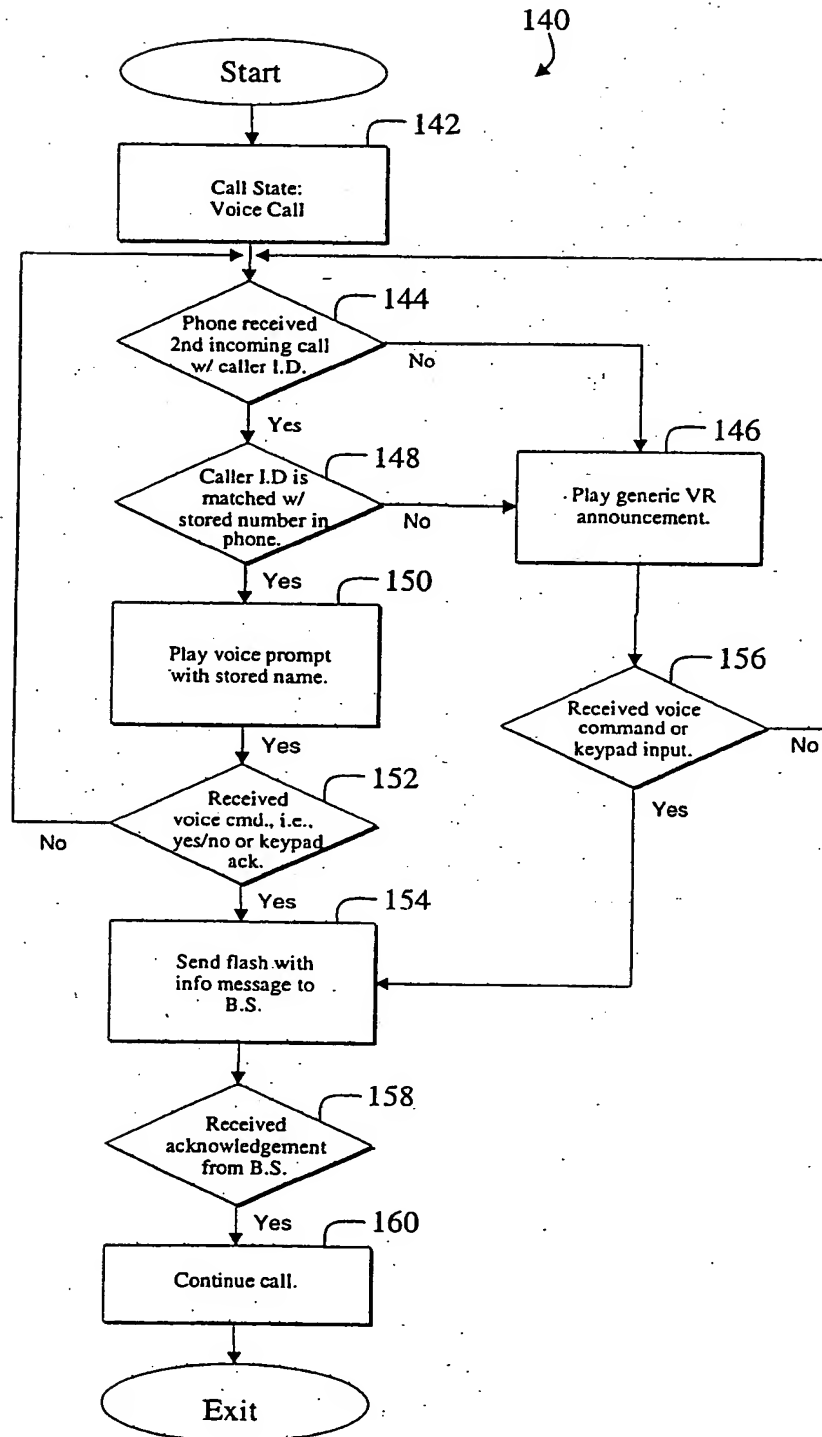 140
Start
142
Call State:
Voice Call
144
Phone received
2nd incoming call
w/ caller I.D.
No
Yes
146
Play generic VR
announcement.
148
Caller I.D is
matched w/
stored number in
phone.
No
Yes
150
Play voice prompt
with stored name.
Yes
156
Received voice
command or
keypad input.
No
Yes
152
Received
voice cmd., i.e.,
yes/no or keypad
ack.
No
Yes
154
Send flash with
info message to
B.S.
158
Received
acknowledgement
from B.S.
Yes
160
Continue call.
Exit